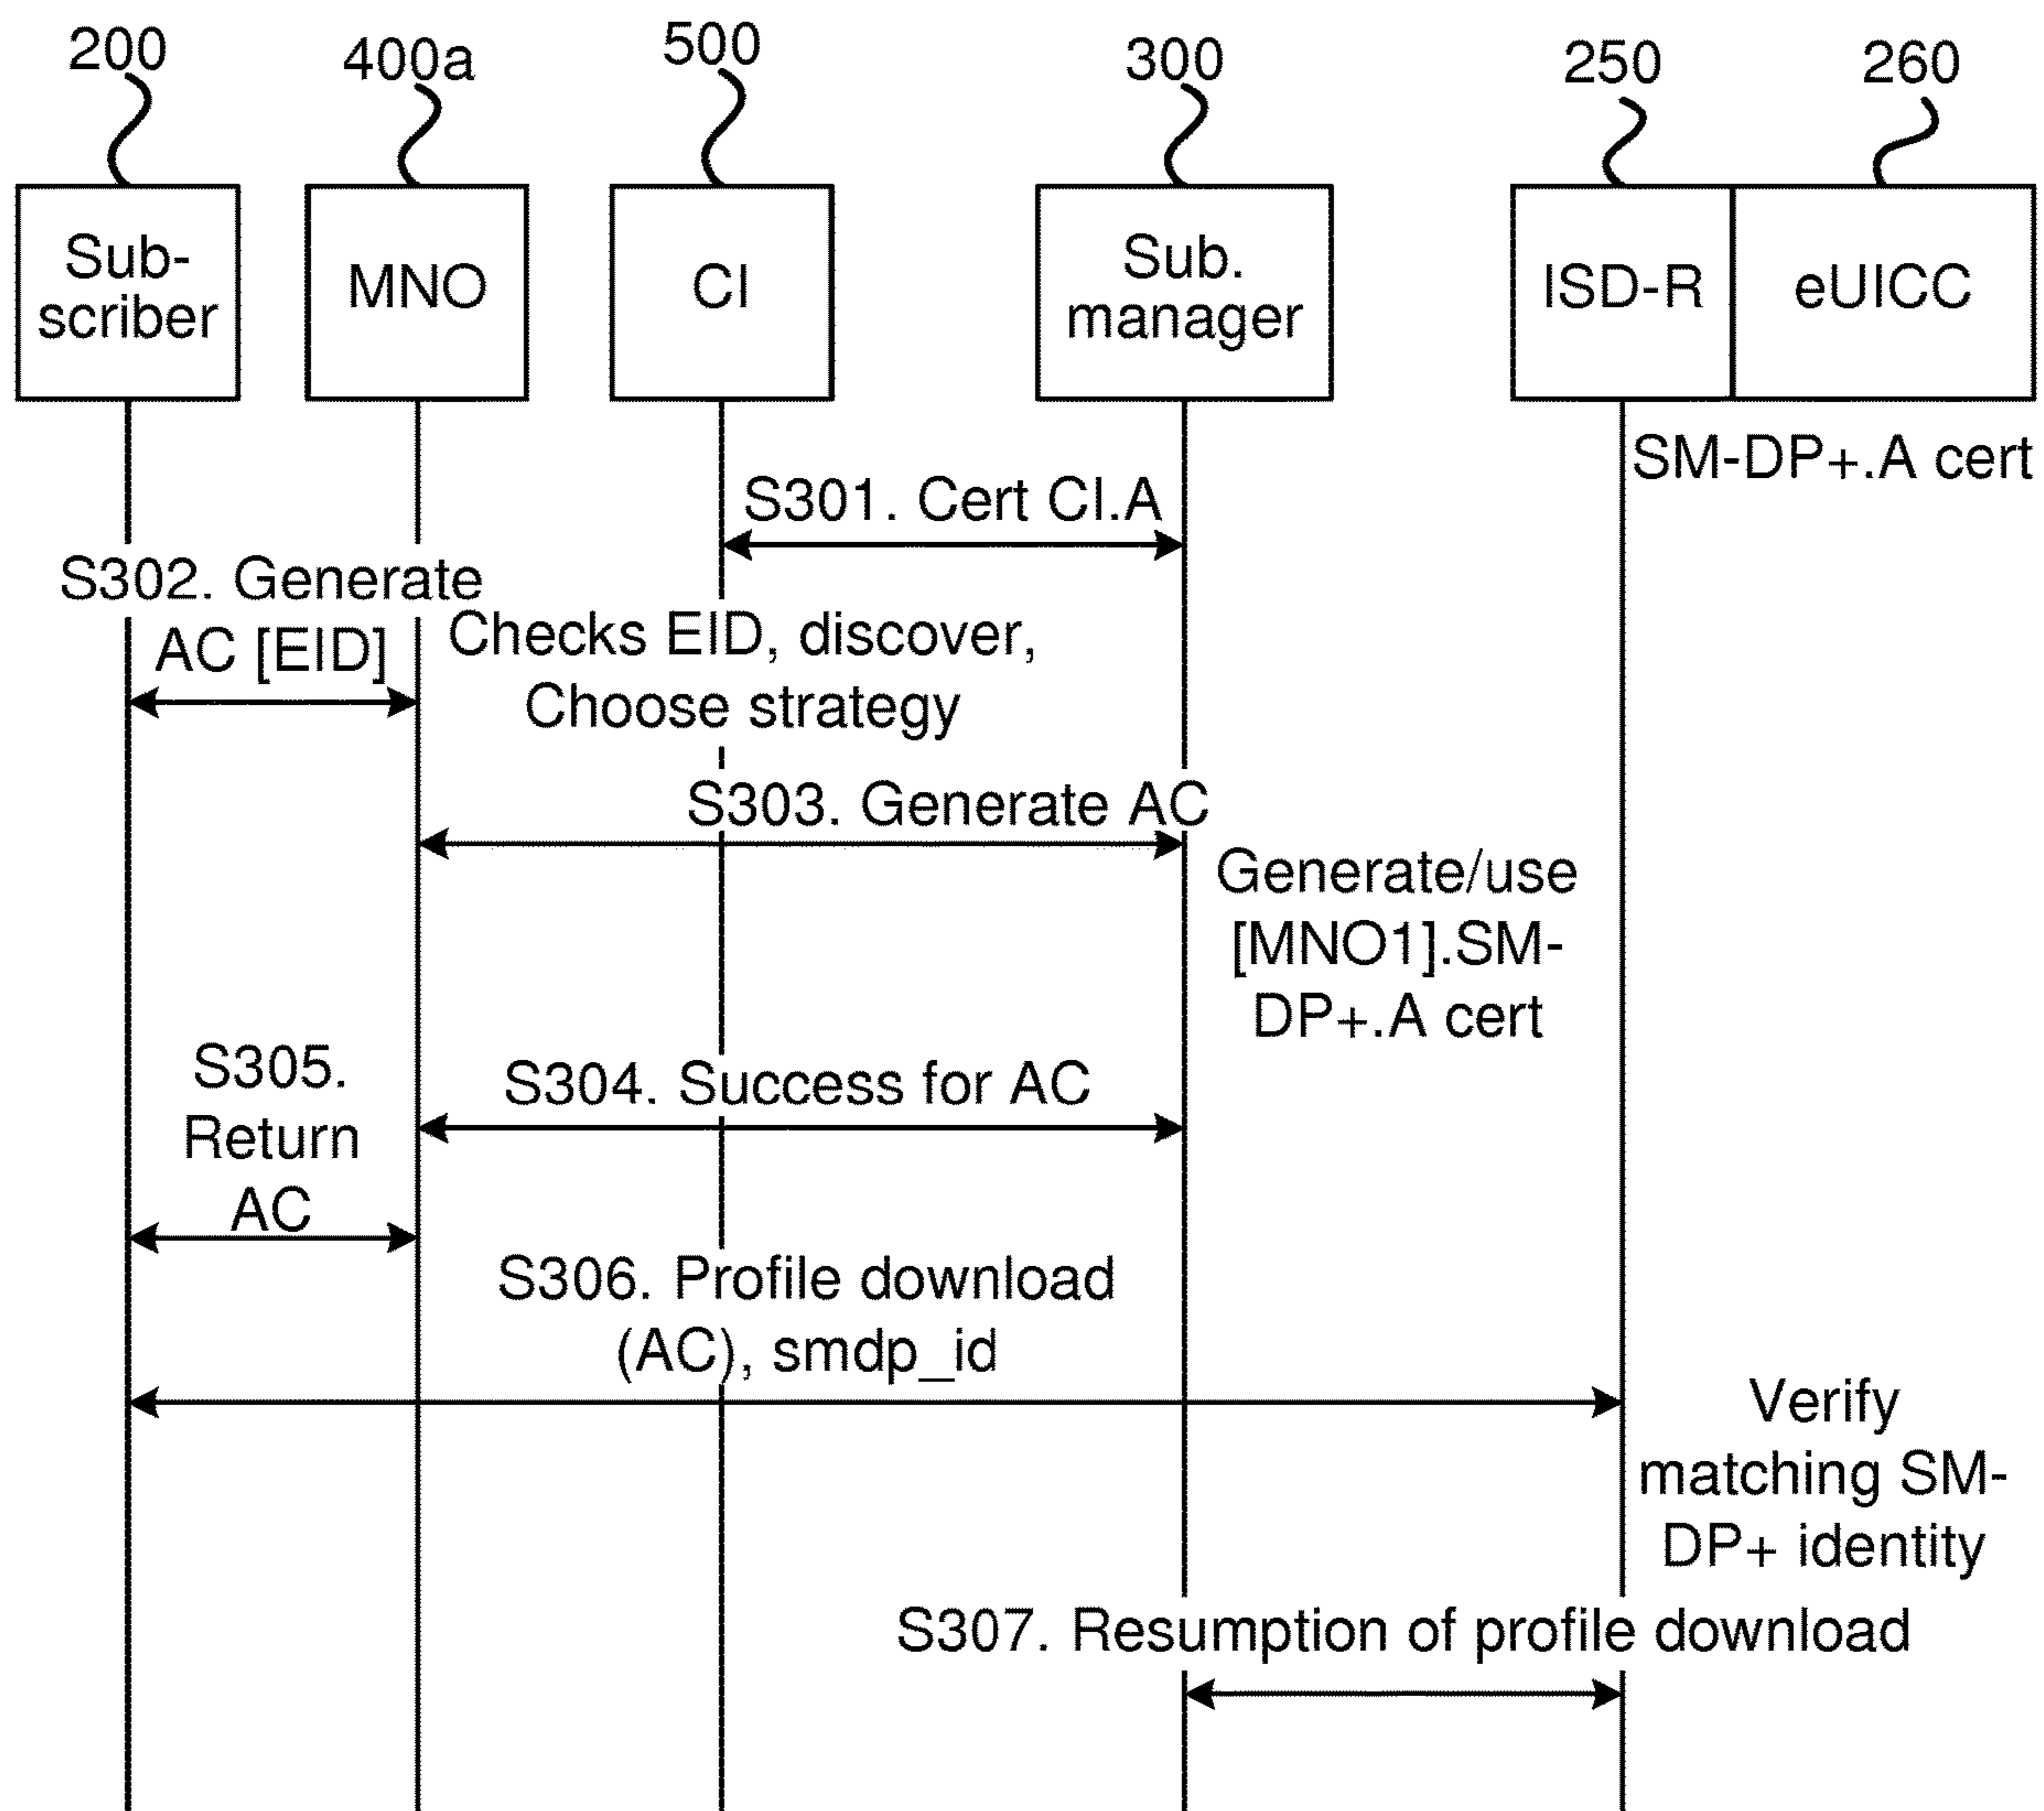 200
400a
500
300
250
260
Sub-
scriber
MNO
CI
Sub.
manager
ISD-R
eUICC
SM-DP+.A cert
S301. Cert CI.A
S302. Generate
AC [EID]
Checks EID, discover,
Choose strategy
S303. Generate AC
Generate/use
[MNO1].SM-
DP+.A cert
S304. Success for AC
S305.
Return
AC
S306. Profile download
(AC), smdp_id
Verify
matching SM-
DP+ identity
S307. Resumption of profile download